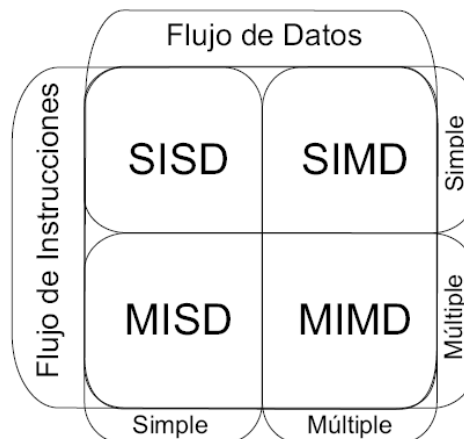 Flujo de Datos
Flujo de Instrucciones
SISD
SIMD
Simple
MISD
MIMD
Múltiple
Simple
Múltiple